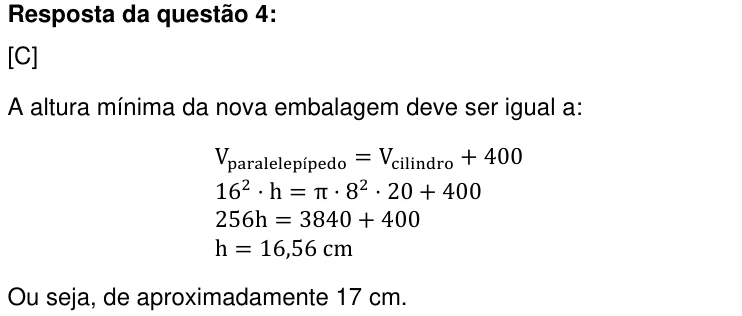 Resposta da questão 4:
[C]
A altura mínima da nova embalagem deve ser igual a:
V_paralelepípedo = V_cilindro + 400
16² · h = π · 8² · 20 + 400
256h = 3840 + 400
h = 16,56 cm
Ou seja, de aproximadamente 17 cm.